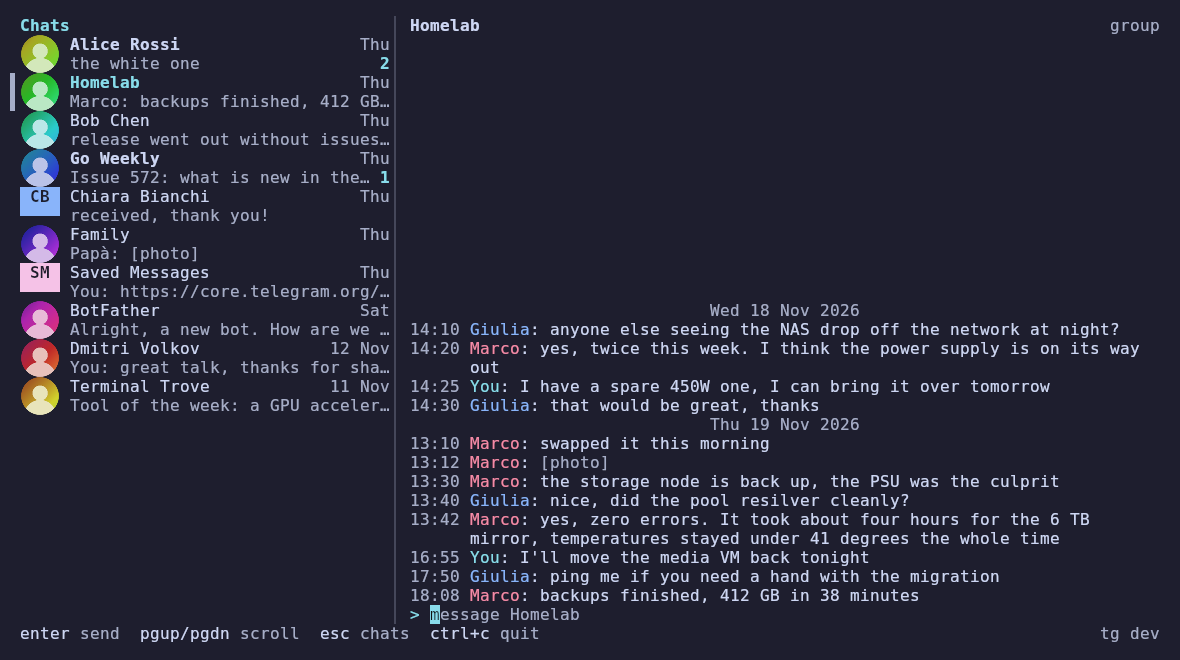 Chats
Alice Rossi Thu
the white one 2
Homelab Thu
Marco: backups finished, 412 GB…
Bob Chen Thu
release went out without issues…
Go Weekly Thu
Issue 572: what is new in the… 1
CB Chiara Bianchi Thu
received, thank you!
Family Thu
Papà: [photo]
SM Saved Messages Thu
You: https://core.telegram.org/…
BotFather Sat
Alright, a new bot. How are we …
Dmitri Volkov 12 Nov
You: great talk, thanks for sha…
Terminal Trove 11 Nov
Tool of the week: a GPU acceler…
Homelab group
Wed 18 Nov 2026
14:10 Giulia: anyone else seeing the NAS drop off the network at night?
14:20 Marco: yes, twice this week. I think the power supply is on its way
out
14:25 You: I have a spare 450W one, I can bring it over tomorrow
14:30 Giulia: that would be great, thanks
Thu 19 Nov 2026
13:10 Marco: swapped it this morning
13:12 Marco: [photo]
13:30 Marco: the storage node is back up, the PSU was the culprit
13:40 Giulia: nice, did the pool resilver cleanly?
13:42 Marco: yes, zero errors. It took about four hours for the 6 TB
mirror, temperatures stayed under 41 degrees the whole time
16:55 You: I'll move the media VM back tonight
17:50 Giulia: ping me if you need a hand with the migration
18:08 Marco: backups finished, 412 GB in 38 minutes
> message Homelab
enter send pgup/pgdn scroll esc chats ctrl+c quit tg dev